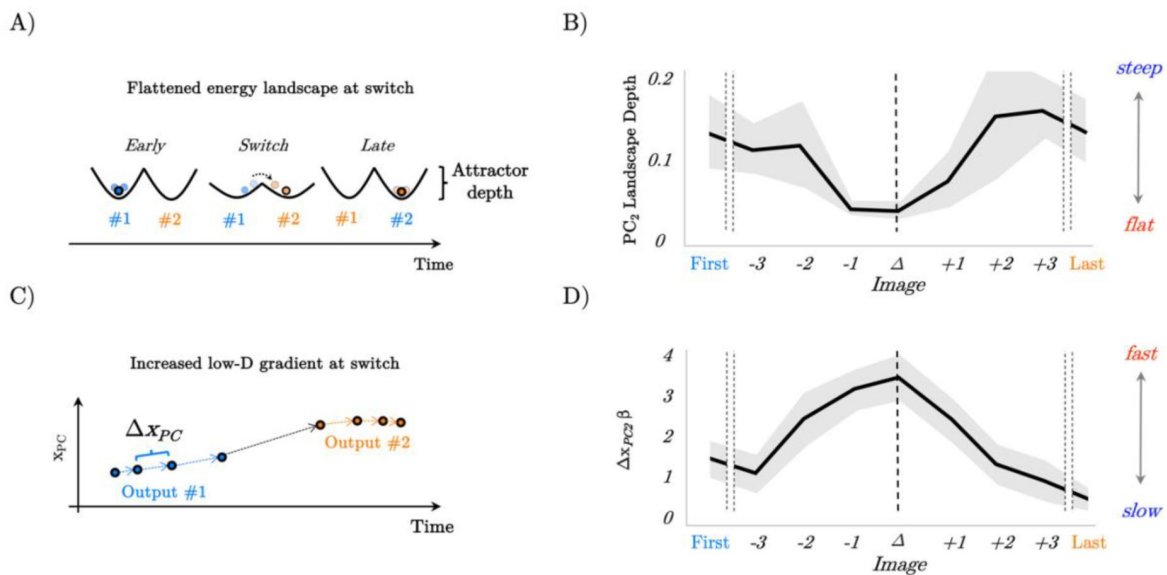 A)
Flattened energy landscape at switch
Early Switch Late
Attractor
depth
#1 #2 #1 #2 #1 #2
Time
B)
PC2 Landscape Depth
0.2
0.1
0
steep
flat
First -3 -2 -1 Δ +1 +2 +3 Last
Image
C)
Increased low-D gradient at switch
xPC
ΔxPC
Output #1
Output #2
Time
D)
ΔxPC2 β
4
3
2
1
0
fast
slow
First -3 -2 -1 Δ +1 +2 +3 Last
Image